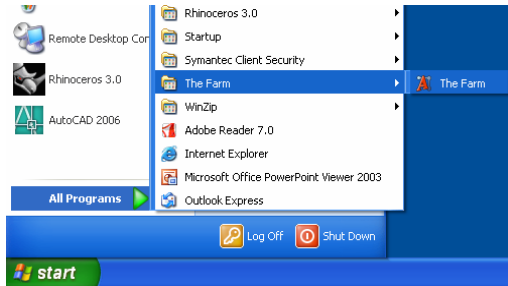 Rhinoceros 3.0
Remote Desktop Con
Startup
Symantec Client Security
Rhinoceros 3.0
The Farm
The Farm
WinZip
AutoCAD 2006
Adobe Reader 7.0
Internet Explorer
Microsoft Office PowerPoint Viewer 2003
All Programs
Outlook Express
Log Off
Shut Down
start